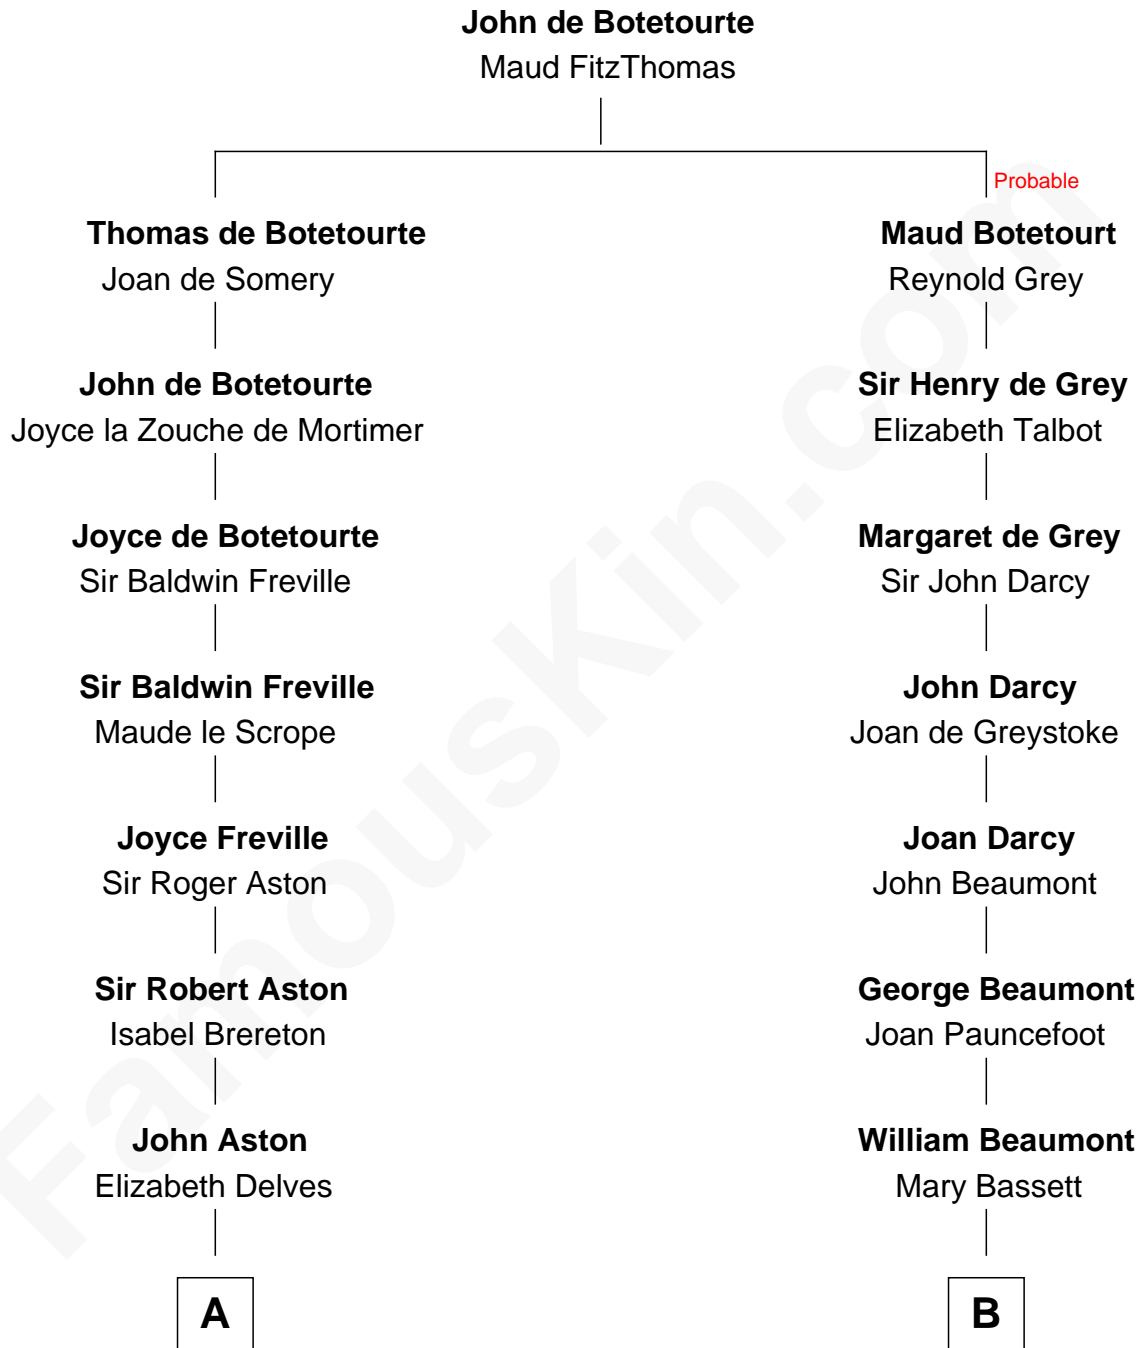 John de Botetourte
Maud FitzThomas
Probable
Thomas de Botetourte
Joan de Somery
Maud Botetourt
Reynold Grey
John de Botetourte
Joyce la Zouche de Mortimer
Sir Henry de Grey
Elizabeth Talbot
Joyce de Botetourte
Sir Baldwin Freville
Margaret de Grey
Sir John Darcy
Sir Baldwin Freville
Maude le Scrope
John Darcy
Joan de Greystoke
Joyce Freville
Sir Roger Aston
Joan Darcy
John Beaumont
Sir Robert Aston
Isabel Brereton
George Beaumont
Joan Pauncefoot
John Aston
Elizabeth Delves
William Beaumont
Mary Bassett
A
B
FamousKin.com